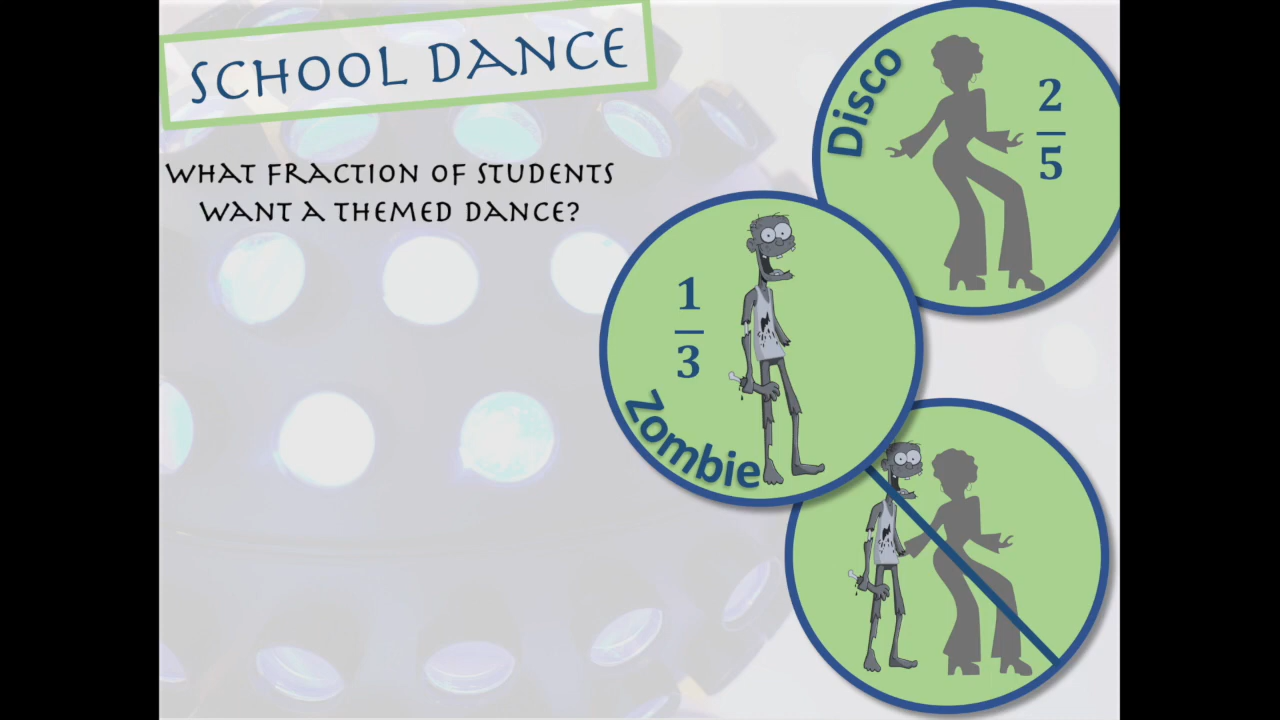 SCHOOL DANCE
WHAT FRACTION OF STUDENTS
WANT A THEMED DANCE?
Disco
2
5
1
3
Zombie